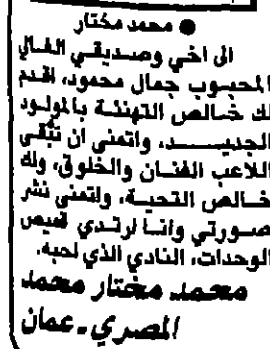 ● محمد مختار
الى اخي وصديقي الغالي
المحبوب جمال محمود، اقدم
لك خالص التهنئة بالمولود
الجديد، واتمنى ان تبقى
اللاعب الفنان والخلوق، ولك
خالص التحية، واتمنى نشر
صورتي وانا ارتدي قميص
الوحدات، النادي الذي احبه.
محمد مختار محمد
المصري - عمان